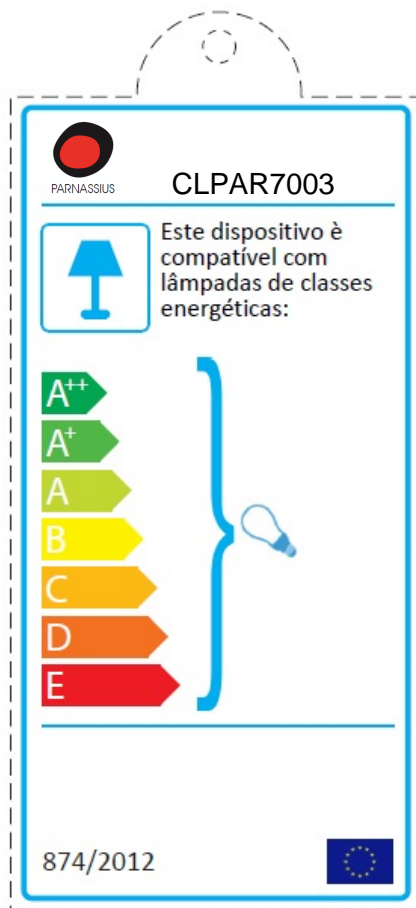 PARNASSIUS
CLPAR7003
Este dispositivo è
compatível com
lâmpadas de classes
energéticas:
A++
A+
A
B
C
D
E
874/2012